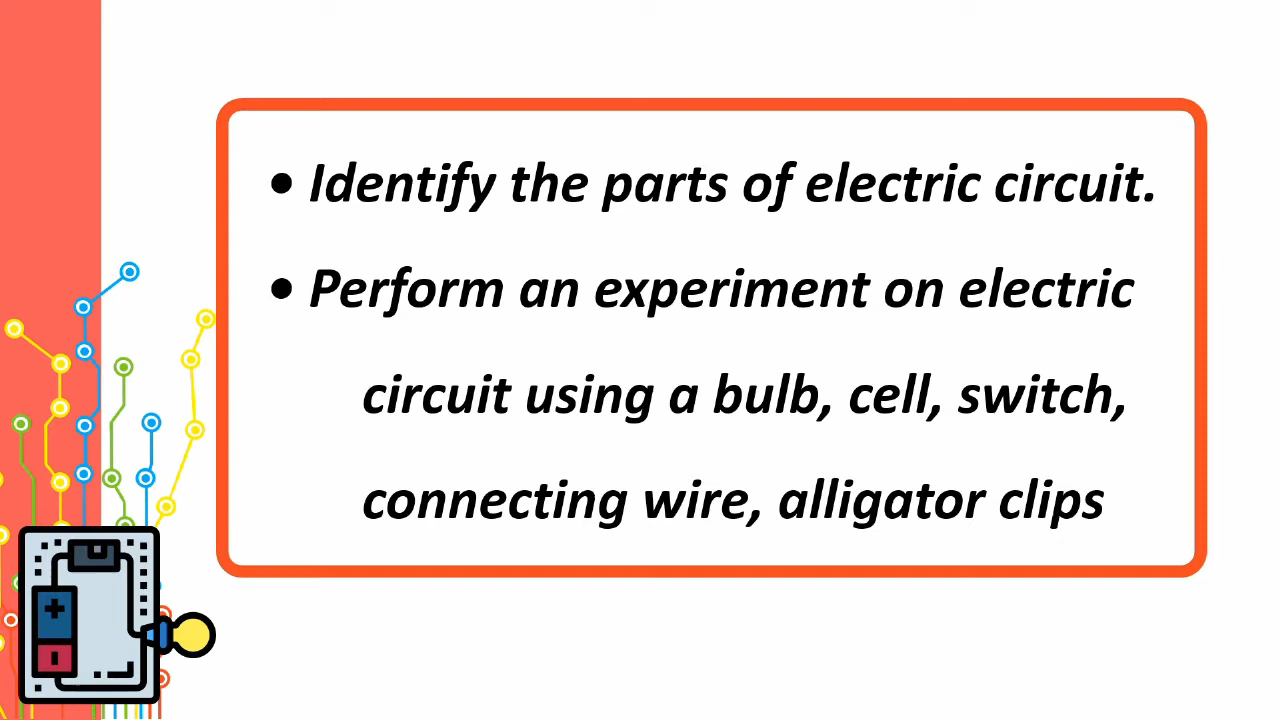 • Identify the parts of electric circuit.
• Perform an experiment on electric
circuit using a bulb, cell, switch,
connecting wire, alligator clips